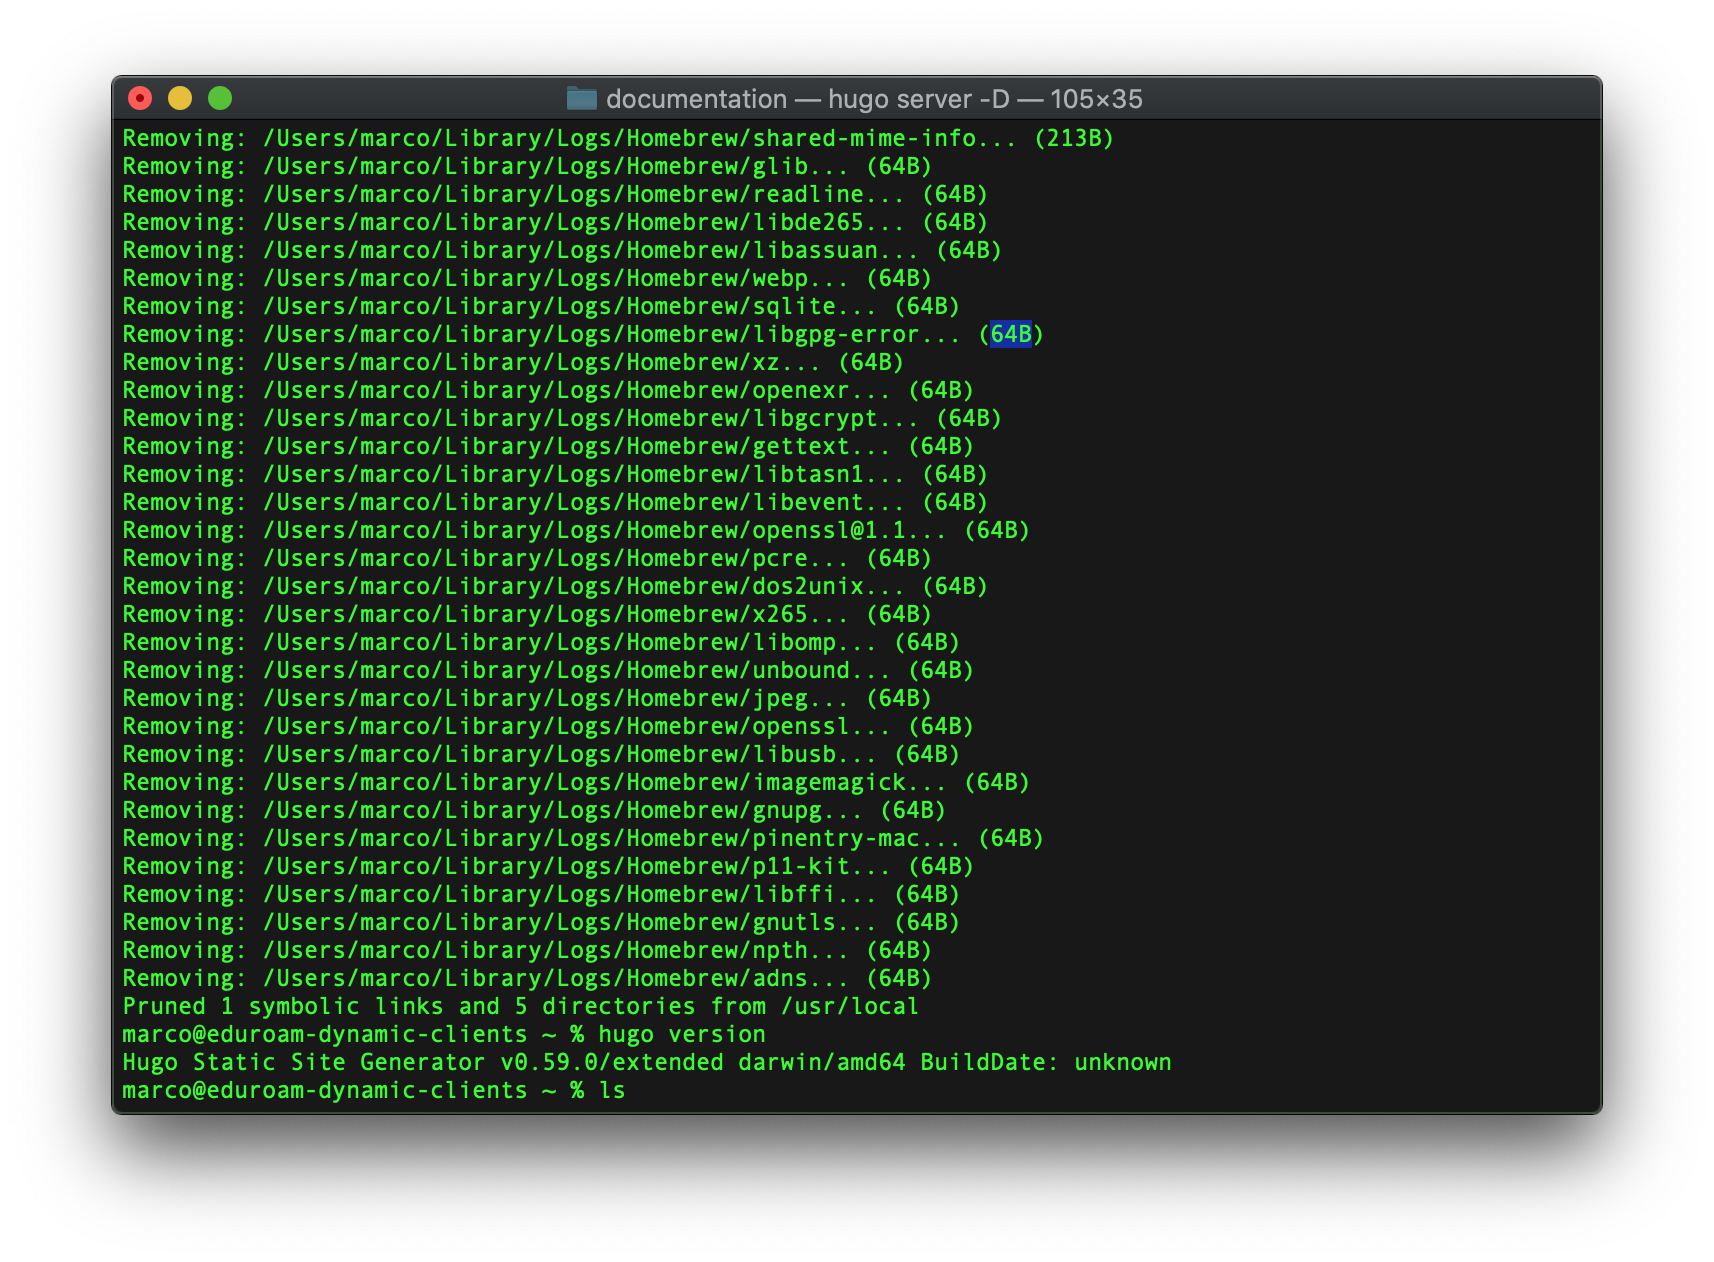 documentation — hugo server -D — 105×35
Removing: /Users/marco/Library/Logs/Homebrew/shared-mime-info... (213B)
Removing: /Users/marco/Library/Logs/Homebrew/glib... (64B)
Removing: /Users/marco/Library/Logs/Homebrew/readline... (64B)
Removing: /Users/marco/Library/Logs/Homebrew/libde265... (64B)
Removing: /Users/marco/Library/Logs/Homebrew/libassuan... (64B)
Removing: /Users/marco/Library/Logs/Homebrew/webp... (64B)
Removing: /Users/marco/Library/Logs/Homebrew/sqlite... (64B)
Removing: /Users/marco/Library/Logs/Homebrew/libgpg-error... (64B)
Removing: /Users/marco/Library/Logs/Homebrew/xz... (64B)
Removing: /Users/marco/Library/Logs/Homebrew/openexr... (64B)
Removing: /Users/marco/Library/Logs/Homebrew/libgcrypt... (64B)
Removing: /Users/marco/Library/Logs/Homebrew/gettext... (64B)
Removing: /Users/marco/Library/Logs/Homebrew/libtasn1... (64B)
Removing: /Users/marco/Library/Logs/Homebrew/libevent... (64B)
Removing: /Users/marco/Library/Logs/Homebrew/openssl@1.1... (64B)
Removing: /Users/marco/Library/Logs/Homebrew/pcre... (64B)
Removing: /Users/marco/Library/Logs/Homebrew/dos2unix... (64B)
Removing: /Users/marco/Library/Logs/Homebrew/x265... (64B)
Removing: /Users/marco/Library/Logs/Homebrew/libomp... (64B)
Removing: /Users/marco/Library/Logs/Homebrew/unbound... (64B)
Removing: /Users/marco/Library/Logs/Homebrew/jpeg... (64B)
Removing: /Users/marco/Library/Logs/Homebrew/openssl... (64B)
Removing: /Users/marco/Library/Logs/Homebrew/libusb... (64B)
Removing: /Users/marco/Library/Logs/Homebrew/imagemagick... (64B)
Removing: /Users/marco/Library/Logs/Homebrew/gnupg... (64B)
Removing: /Users/marco/Library/Logs/Homebrew/pinentry-mac... (64B)
Removing: /Users/marco/Library/Logs/Homebrew/p11-kit... (64B)
Removing: /Users/marco/Library/Logs/Homebrew/libffi... (64B)
Removing: /Users/marco/Library/Logs/Homebrew/gnutls... (64B)
Removing: /Users/marco/Library/Logs/Homebrew/npth... (64B)
Removing: /Users/marco/Library/Logs/Homebrew/adns... (64B)
Pruned 1 symbolic links and 5 directories from /usr/local
marco@eduroam-dynamic-clients ~ % hugo version
Hugo Static Site Generator v0.59.0/extended darwin/amd64 BuildDate: unknown
marco@eduroam-dynamic-clients ~ % ls